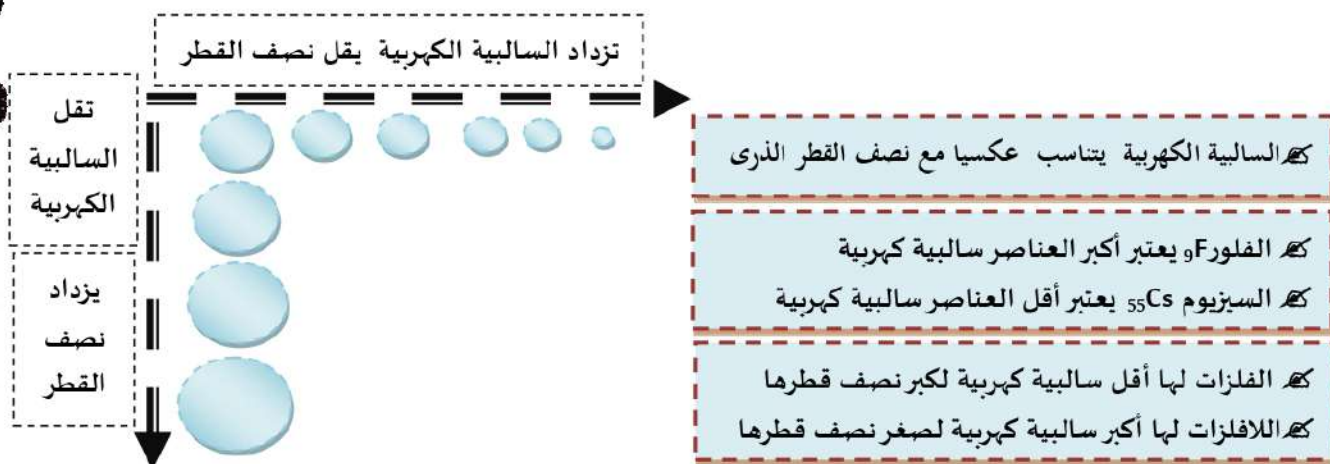 تزداد السالبية الكهربية يقل نصف القطر
تقل
السالبية
الكهربية
يزداد
نصف
القطر
السالبية الكهربية يتناسب عكسيا مع نصف القطر الذرى
الفلور ₉F يعتبر أكبر العناصر سالبية كهربية
السيزيوم ₅₅Cs يعتبر أقل العناصر سالبية كهربية
الفلزات لها أقل سالبية كهربية لكبر نصف قطرها
اللافلزات لها أكبر سالبية كهربية لصغر نصف قطرها